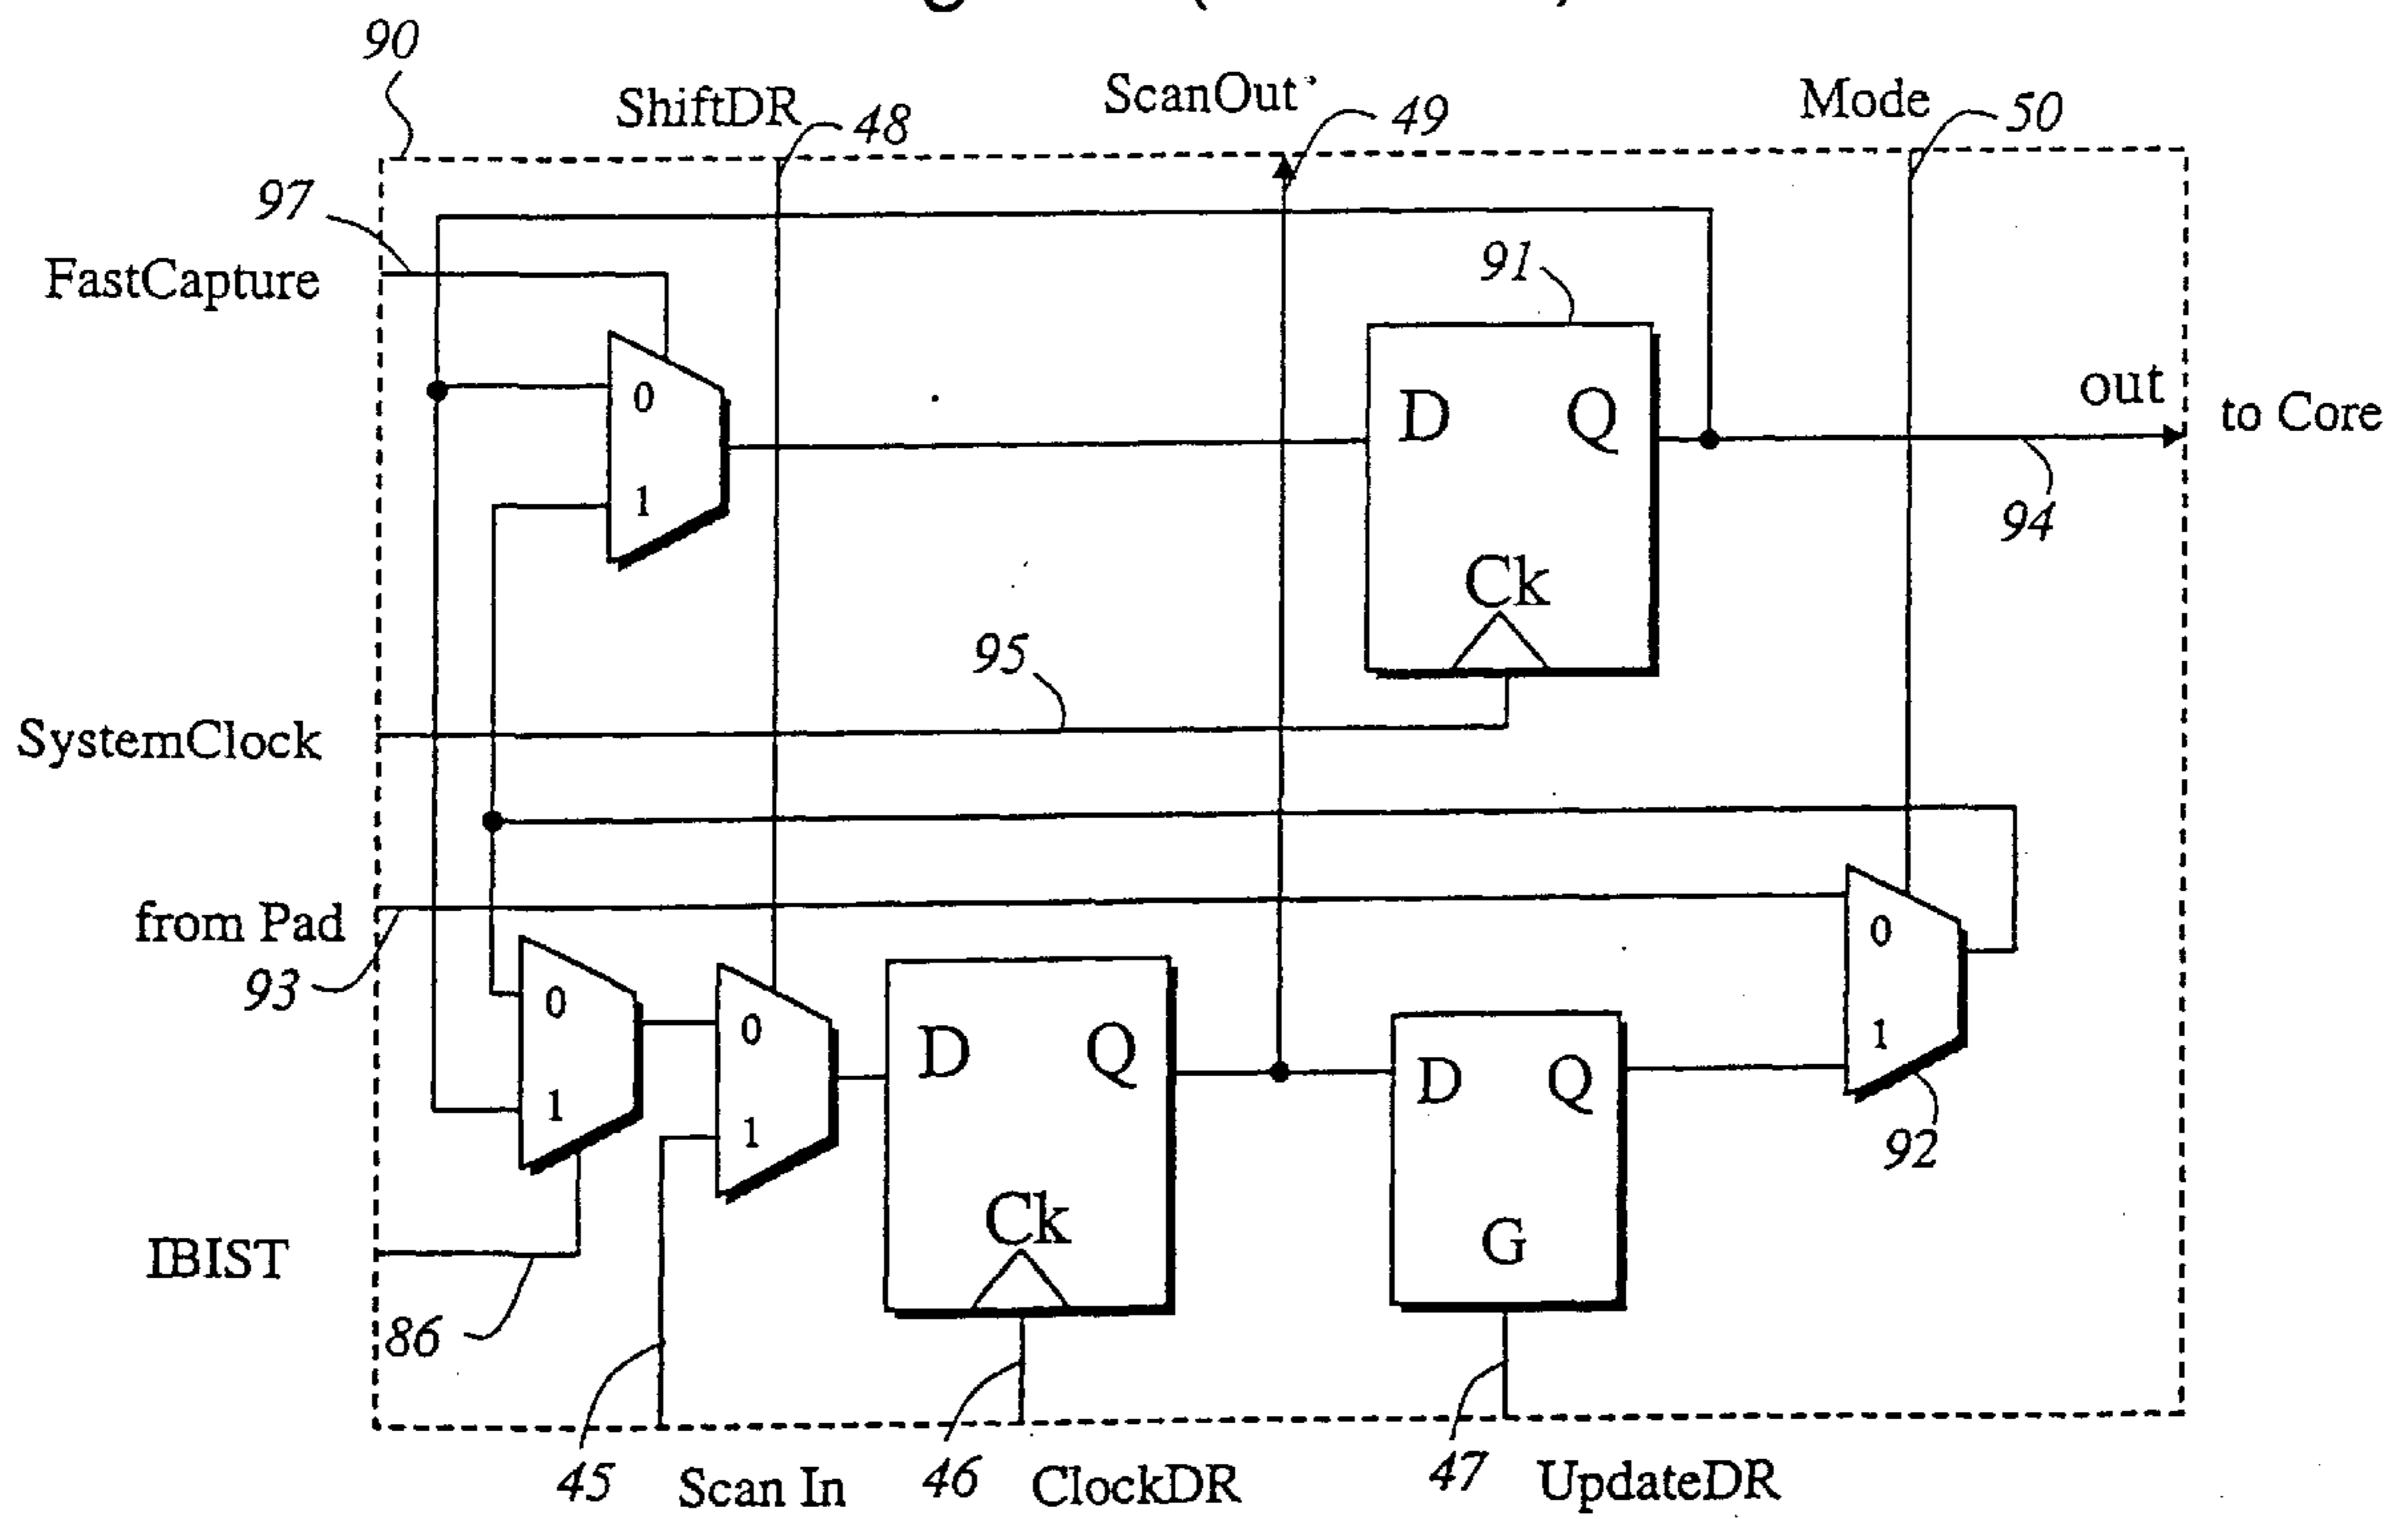 90
ShiftDR
48
ScanOut
49
Mode
50
97
FastCapture
91
0
D
Q
out
to Core
1
94
Ck
95
SystemClock
from Pad
93
0
0
0
D
Q
1
D
Q
1
1
92
Ck
G
IBIST
86
45
Scan In
46
ClockDR
47
UpdateDR